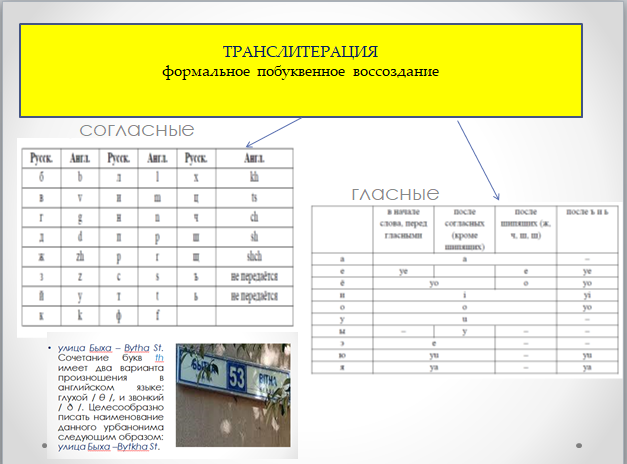 ТРАНСЛИТЕРАЦИЯ
формальное побуквенное воссоздание
согласные
Русск. Англ. Русск. Англ. Русск. Англ.
б b л l х kh
в v м m ц ts
г g н n ч ch
д d п p ш sh
ж zh р r щ shch
з z с s ъ не передаётся
й y т t ь не передаётся
к k ф f
гласные
в начале слова, перед гласными после согласных (кроме шипящих) после шипящих (ж, ч, ш, щ) после ъ и ь
а a –
е ye e ye
ё yo o yo
и i yi
о o yo
у u –
ы – y – –
э e – –
ю yu – yu
я ya – ya
• улица Быха – Bytha St.
Сочетание букв th
имеет два варианта
произношения в
английском языке:
глухой / θ /, и звонкий
/ ð /. Целесообразно
писать наименование
данного урбанонима
следующим образом:
улица Быха –Bytkha St.
53